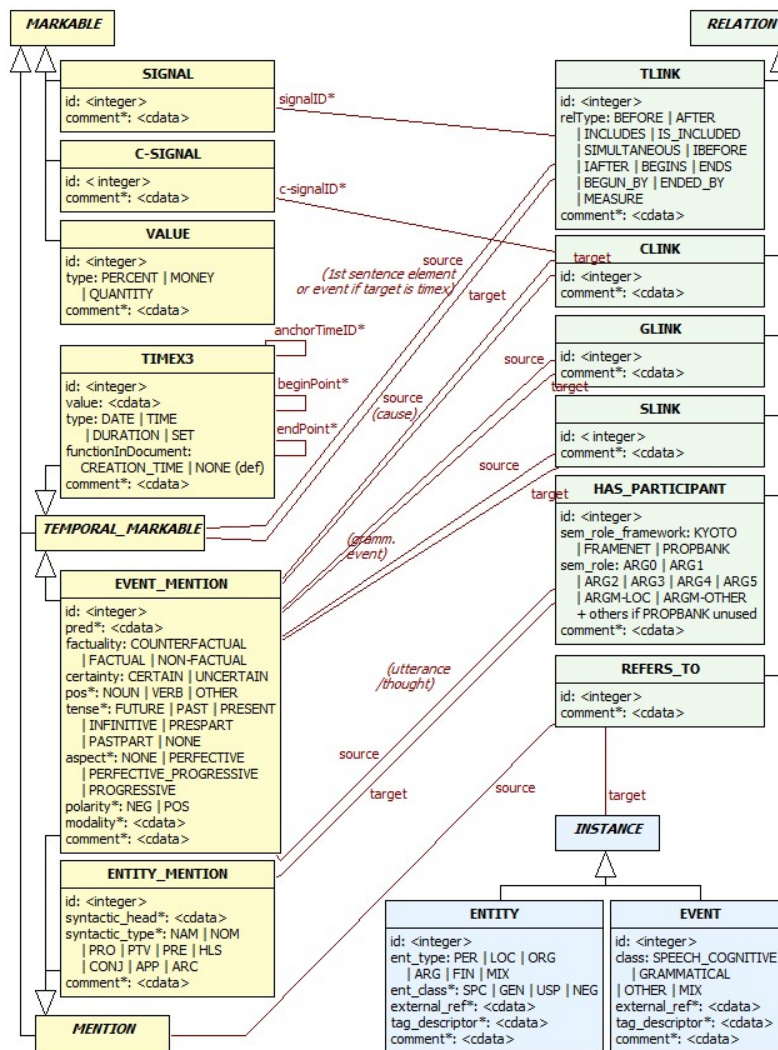 MARKABLE
RELATION
SIGNAL
id: <integer>
comment*: <cdata>
signalID*
TLINK
id: <integer>
relType: BEFORE | AFTER
| INCLUDES | IS_INCLUDED
| SIMULTANEOUS | IBEFORE
| IAFTER | BEGINS | ENDS
| BEGUN_BY | ENDED_BY
| MEASURE
comment*: <cdata>
C-SIGNAL
id: < integer>
comment*: <cdata>
c-signalID*
VALUE
id: <integer>
type: PERCENT | MONEY
| QUANTITY
comment*: <cdata>
source
(1st sentence element
or event if target is timex)
target
target
CLINK
id: <integer>
comment*: <cdata>
TIMEX3
id: <integer>
value: <cdata>
type: DATE | TIME
| DURATION | SET
functionInDocument:
CREATION_TIME | NONE (def)
comment*: <cdata>
anchorTimeID*
beginPoint*
endPoint*
source
(cause)
source
target
GLINK
id: <integer>
comment*: <cdata>
SLINK
id: < integer>
comment*: <cdata>
source
target
TEMPORAL_MARKABLE
(gramm.
event)
HAS_PARTICIPANT
id: <integer>
sem_role_framework: KYOTO
| FRAMENET | PROPBANK
sem_role: ARG0 | ARG1
| ARG2 | ARG3 | ARG4 | ARG5
| ARGM-LOC | ARGM-OTHER
+ others if PROPBANK unused
comment*: <cdata>
EVENT_MENTION
id: <integer>
pred*: <cdata>
factuality: COUNTERFACTUAL
| FACTUAL | NON-FACTUAL
certainty: CERTAIN | UNCERTAIN
pos*: NOUN | VERB | OTHER
tense*: FUTURE | PAST | PRESENT
| INFINITIVE | PRESPART
| PASTPART | NONE
aspect*: NONE | PERFECTIVE
| PERFECTIVE_PROGRESSIVE
| PROGRESSIVE
polarity*: NEG | POS
modality*: <cdata>
comment*: <cdata>
(utterance
/thought)
source
target
REFERS_TO
id: <integer>
comment*: <cdata>
source
target
INSTANCE
ENTITY_MENTION
id: <integer>
syntactic_head*: <cdata>
syntactic_type*: NAM | NOM
| PRO | PTV | PRE | HLS
| CONJ | APP | ARC
comment*: <cdata>
MENTION
ENTITY
id: <integer>
ent_type: PER | LOC | ORG
| ARG | FIN | MIX
ent_class*: SPC | GEN | USP | NEG
external_ref*: <cdata>
tag_descriptor*: <cdata>
comment*: <cdata>
EVENT
id: <integer>
class: SPEECH_COGNITIVE
| GRAMMATICAL
| OTHER | MIX
external_ref*: <cdata>
tag_descriptor*: <cdata>
comment*: <cdata>